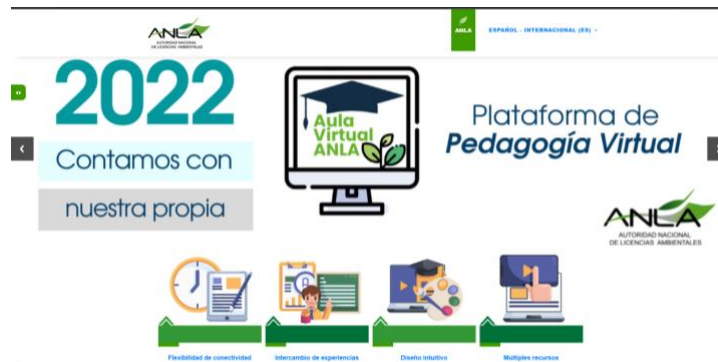 ANLA
AUTORIDAD NACIONAL
DE LICENCIAS AMBIENTALES
ANLA
ESPAÑOL - INTERNACIONAL (ES)
2022
Contamos con
nuestra propia
Aula
Virtual
ANLA
Plataforma de
Pedagogía Virtual
ANLA
AUTORIDAD NACIONAL
DE LICENCIAS AMBIENTALES
Flexibilidad de conectividad
Intercambio de experiencias
Diseño intuitivo
Múltiples recursos